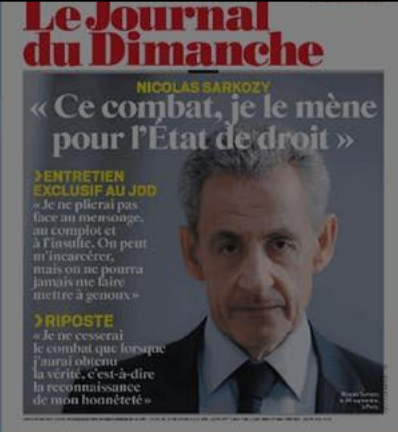 Le Journal
du Dimanche
NICOLAS SARKOZY
« Ce combat, je le mène
pour l’État de droit »
❯ENTRETIEN
EXCLUSIF AU JDD
« Je ne plierai pas
face au mensonge,
au complot et
à l’insulte. On peut
m’incarcérer,
mais on ne pourra
jamais me faire
mettre à genoux »
❯RIPOSTE
« Je ne cesserai
le combat que lorsque
j’aurai obtenu
la vérité, c’est-à-dire
la reconnaissance
de mon honnêteté »
Nicolas Sarkozy,
à Paris.